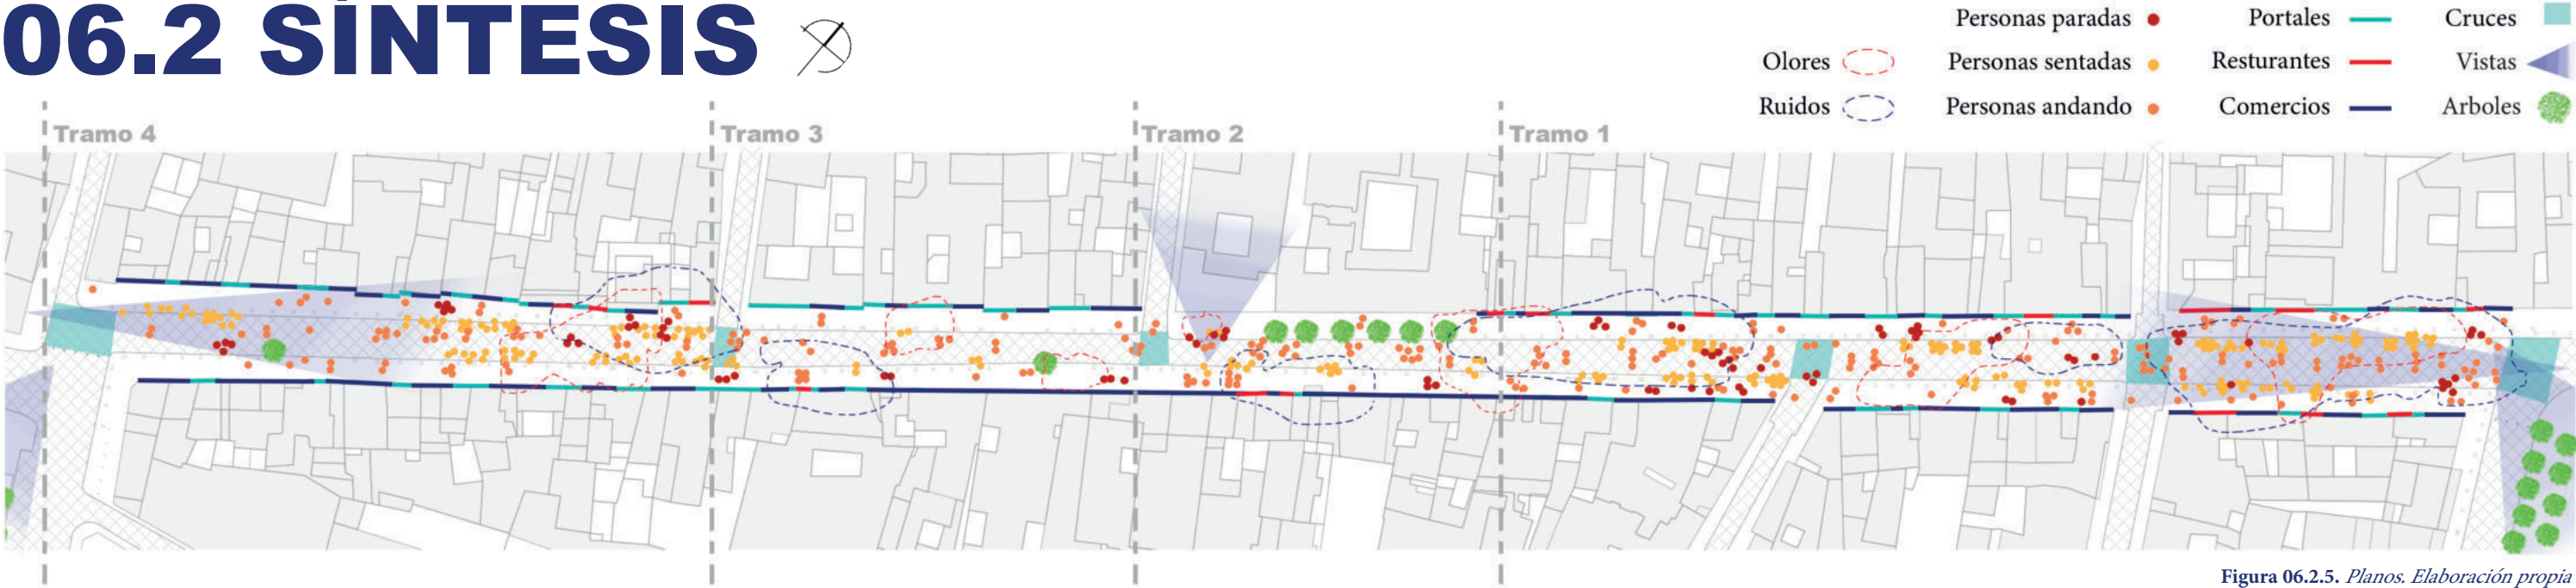 06.2 SÍNTESIS
Personas paradas
Portales
Cruces
Olores
Personas sentadas
Resturantes
Vistas
Ruidos
Personas andando
Comercios
Arboles
Tramo 4
Tramo 3
Tramo 2
Tramo 1
Figura 06.2.5. Planos. Elaboración propia